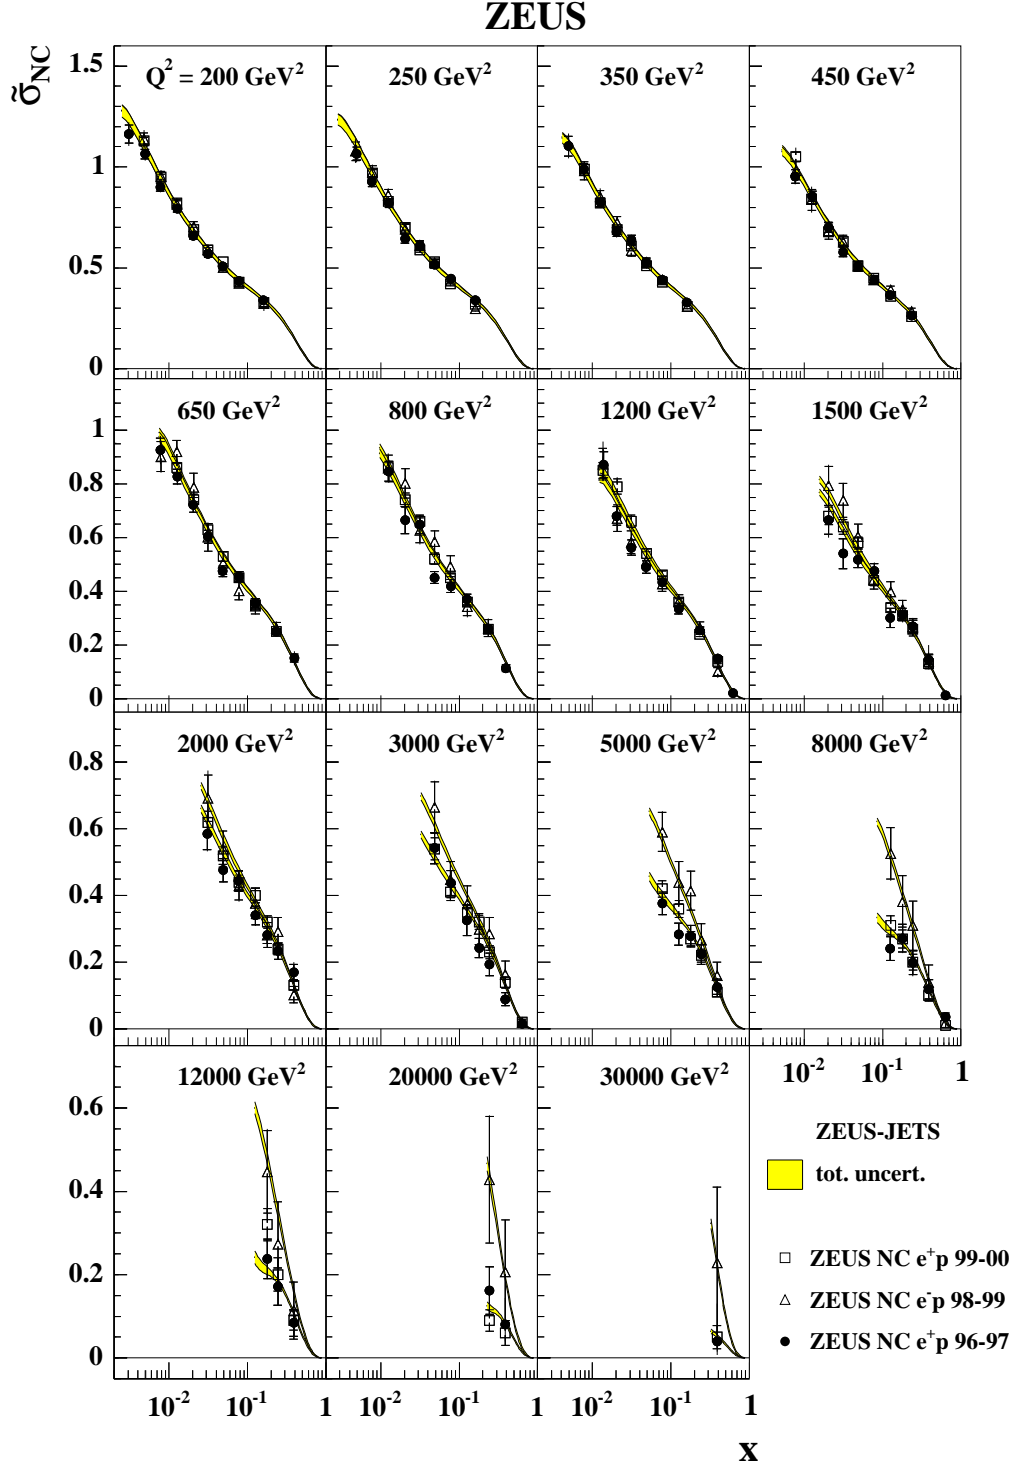 ZEUS
σ̃NC
Q² = 200 GeV² 250 GeV² 350 GeV² 450 GeV²
1.5
1
0.5
0
650 GeV² 800 GeV² 1200 GeV² 1500 GeV²
1
0.8
0.6
0.4
0.2
0
2000 GeV² 3000 GeV² 5000 GeV² 8000 GeV²
0.8
0.6
0.4
0.2
0
10⁻² 10⁻¹ 1
12000 GeV² 20000 GeV² 30000 GeV²
0.6
0.4
0.2
0
10⁻² 10⁻¹ 1 10⁻² 10⁻¹ 1 10⁻² 10⁻¹ 1
x
ZEUS-JETS
tot. uncert.
ZEUS NC e⁺p 99-00
ZEUS NC e⁻p 98-99
ZEUS NC e⁺p 96-97